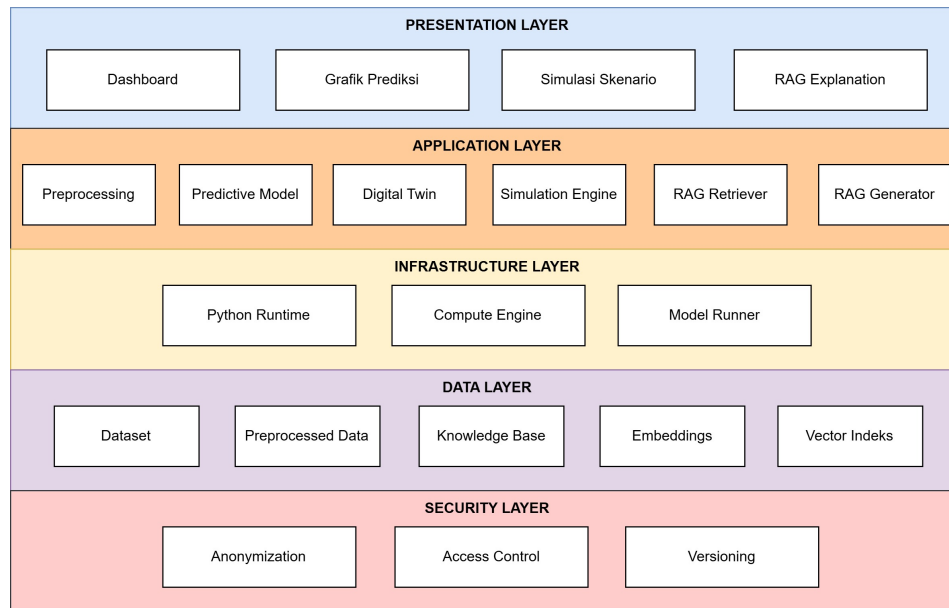 PRESENTATION LAYER
Dashboard
Grafik Prediksi
Simulasi Skenario
RAG Explanation
APPLICATION LAYER
Preprocessing
Predictive Model
Digital Twin
Simulation Engine
RAG Retriever
RAG Generator
INFRASTRUCTURE LAYER
Python Runtime
Compute Engine
Model Runner
DATA LAYER
Dataset
Preprocessed Data
Knowledge Base
Embeddings
Vector Indeks
SECURITY LAYER
Anonymization
Access Control
Versioning